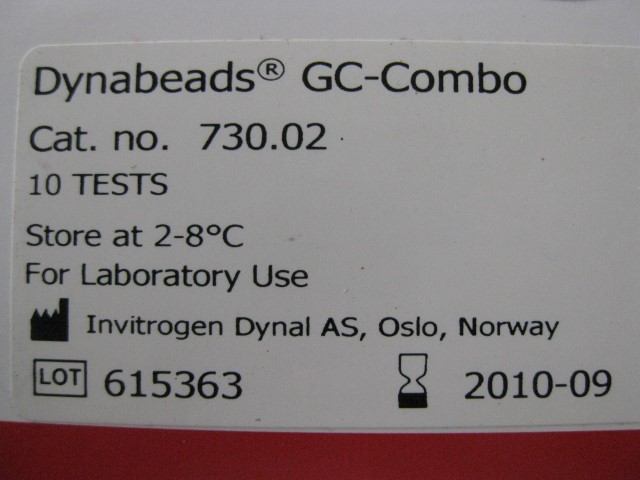 Dynabeads® GC-Combo
Cat. no. 730.02
10 TESTS
Store at 2-8°C
For Laboratory Use
Invitrogen Dynal AS, Oslo, Norway
LOT 615363 2010-09